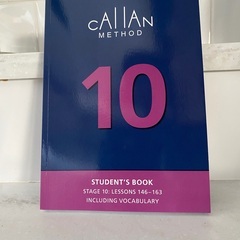 CALLAN
METHOD
10
STUDENT'S BOOK
STAGE 10: LESSONS 146–163
INCLUDING VOCABULARY